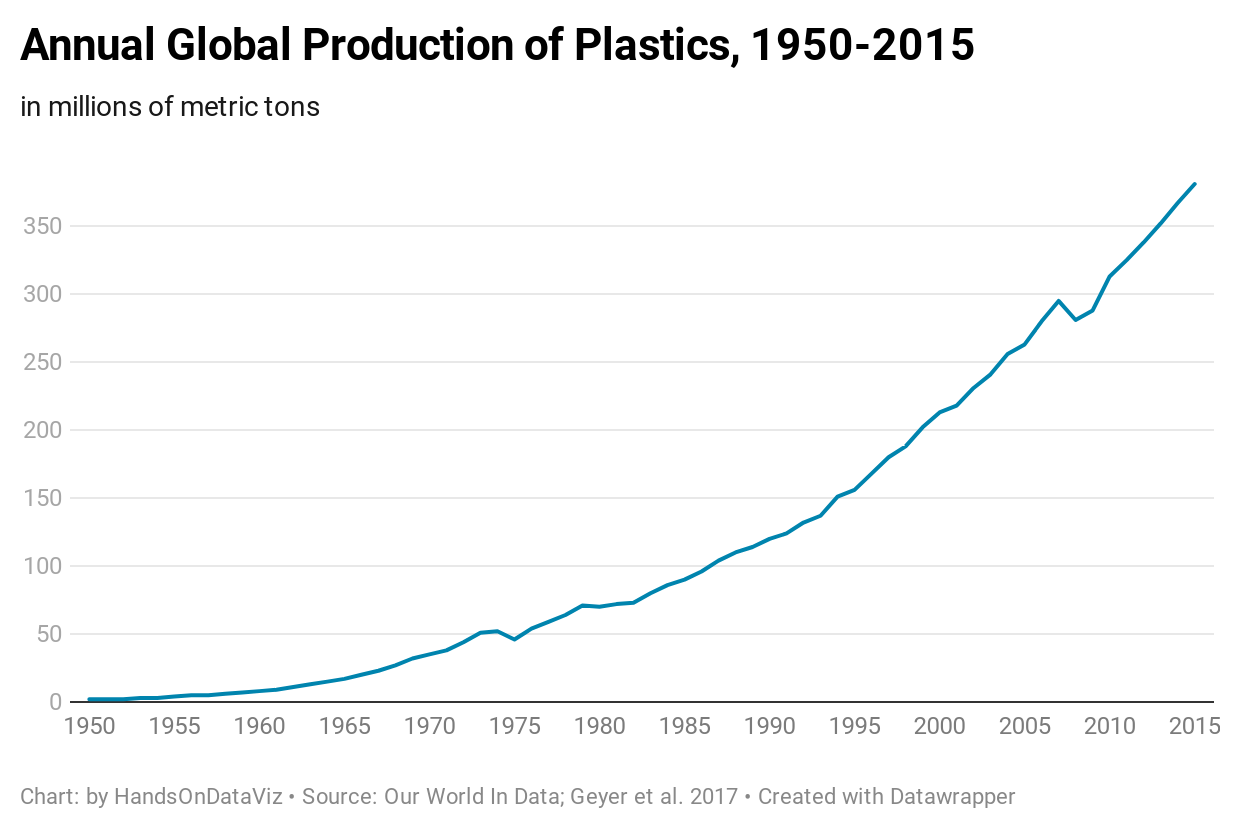 Annual Global Production of Plastics, 1950-2015
in millions of metric tons
350
300
250
200
150
100
50
0
1950 1955 1960 1965 1970 1975 1980 1985 1990 1995 2000 2005 2010 2015
Chart: by HandsOnDataViz • Source: Our World In Data; Geyer et al. 2017 • Created with Datawrapper